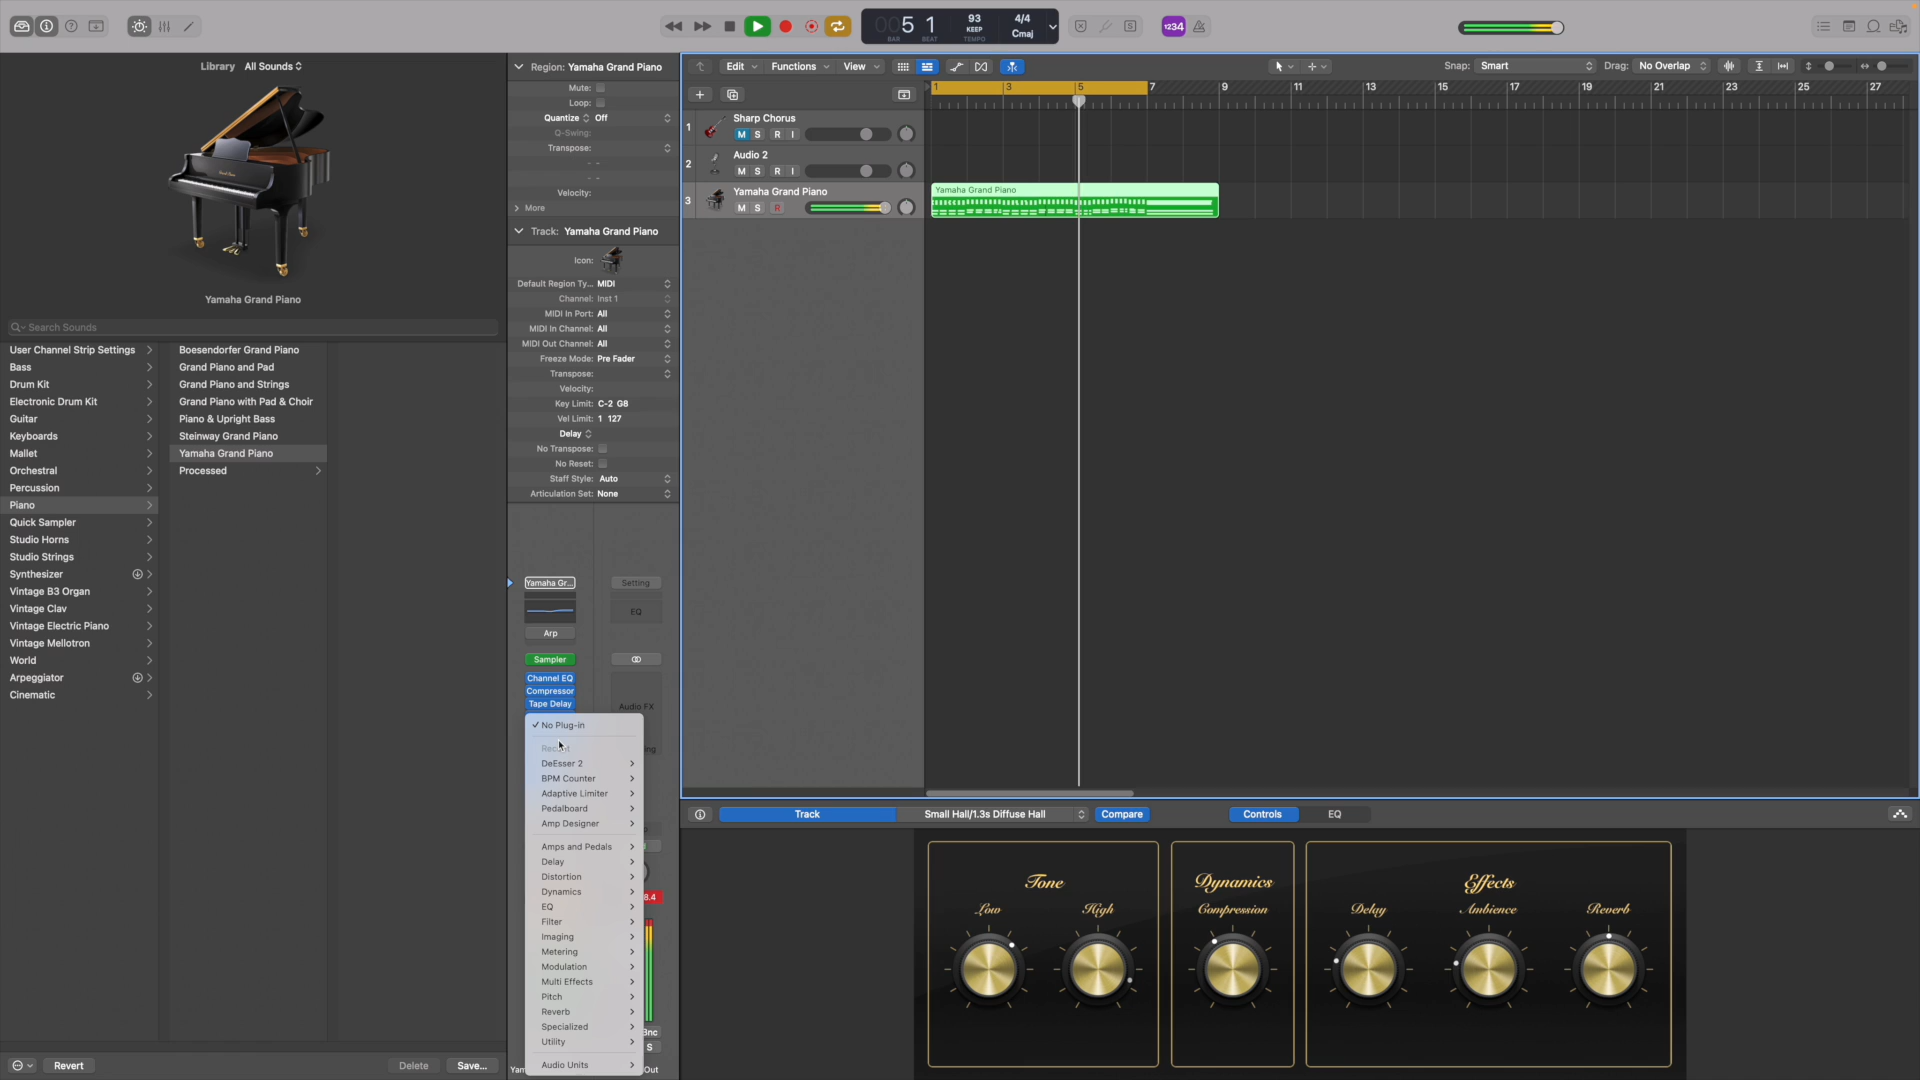 005 1
BAR BEAT
93
KEEP
TEMPO
4/4
Cmaj
1234
Library All Sounds
Yamaha Grand Piano
Search Sounds
User Channel Strip Settings
Bass
Drum Kit
Electronic Drum Kit
Guitar
Keyboards
Mallet
Orchestral
Percussion
Piano
Quick Sampler
Studio Horns
Studio Strings
Synthesizer
Vintage B3 Organ
Vintage Clav
Vintage Electric Piano
Vintage Mellotron
World
Arpeggiator
Cinematic
Boesendorfer Grand Piano
Grand Piano and Pad
Grand Piano and Strings
Grand Piano with Pad & Choir
Piano & Upright Bass
Steinway Grand Piano
Yamaha Grand Piano
Processed
Revert
Delete
Save...
Region: Yamaha Grand Piano
Mute:
Loop:
Quantize Off
Q-Swing:
Transpose:
Velocity:
More
Track: Yamaha Grand Piano
Icon:
Default Region Ty... MIDI
Channel: Inst 1
MIDI In Port: All
MIDI In Channel: All
MIDI Out Channel: All
Freeze Mode: Pre Fader
Transpose:
Velocity:
Key Limit: C-2 G8
Vel Limit: 1 127
Delay
No Transpose:
No Reset:
Staff Style: Auto
Articulation Set: None
Yamaha Gr...
Setting
EQ
Arp
Sampler
Channel EQ
Compressor
Tape Delay
Audio FX
No Plug-in
DeEsser 2
BPM Counter
Adaptive Limiter
Pedalboard
Amp Designer
Amps and Pedals
Delay
Distortion
Dynamics
EQ
Filter
Imaging
Metering
Modulation
Multi Effects
Pitch
Reverb
Specialized
Utility
Audio Units
8.4
Bnc
S
Out
Edit Functions View
Snap: Smart
Drag: No Overlap
1 3 5 7 9 11 13 15 17 19 21 23 25 27
1
Sharp Chorus
M S R I
2
Audio 2
M S R I
3
Yamaha Grand Piano
M S R
Yamaha Grand Piano
Track
Small Hall/1.3s Diffuse Hall
Compare
Controls
EQ
Tone
Low High
Dynamics
Compression
Effects
Delay Ambience Reverb